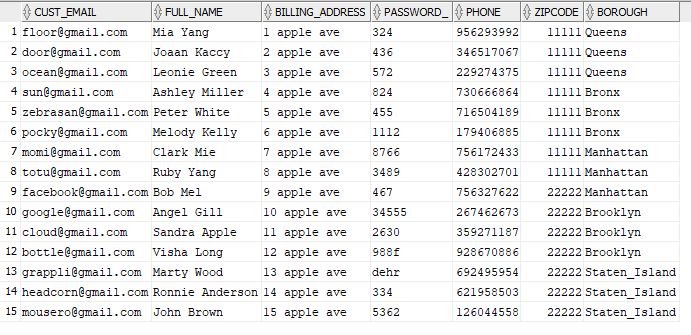 CUST_EMAIL FULL_NAME BILLING_ADDRESS PASSWORD_ PHONE ZIPCODE BOROUGH
1 floor@gmail.com Mia Yang 1 apple ave 324 956293992 11111 Queens
2 door@gmail.com Joaan Kaccy 2 apple ave 436 346517067 11111 Queens
3 ocean@gmail.com Leonie Green 3 apple ave 572 229274375 11111 Queens
4 sun@gmail.com Ashley Miller 4 apple ave 824 730666864 11111 Bronx
5 zebrasan@gmail.com Peter White 5 apple ave 455 716504189 11111 Bronx
6 pocky@gmail.com Melody Kelly 6 apple ave 1112 179406885 11111 Bronx
7 momi@gmail.com Clark Mie 7 apple ave 8766 756172433 11111 Manhattan
8 totu@gmail.com Ruby Yang 8 apple ave 3489 428302701 11111 Manhattan
9 facebook@gmail.com Bob Mel 9 apple ave 467 756327622 22222 Manhattan
10 google@gmail.com Angel Gill 10 apple ave 34555 267462673 22222 Brooklyn
11 cloud@gmail.com Sandra Apple 11 apple ave 2630 359271187 22222 Brooklyn
12 bottle@gmail.com Visha Long 12 apple ave 988f 928670886 22222 Brooklyn
13 grappli@gmail.com Marty Wood 13 apple ave dehr 692495954 22222 Staten_Island
14 headcorn@gmail.com Ronnie Anderson 14 apple ave 334 621958503 22222 Staten_Island
15 mousero@gmail.com John Brown 15 apple ave 5362 126044558 22222 Staten_Island